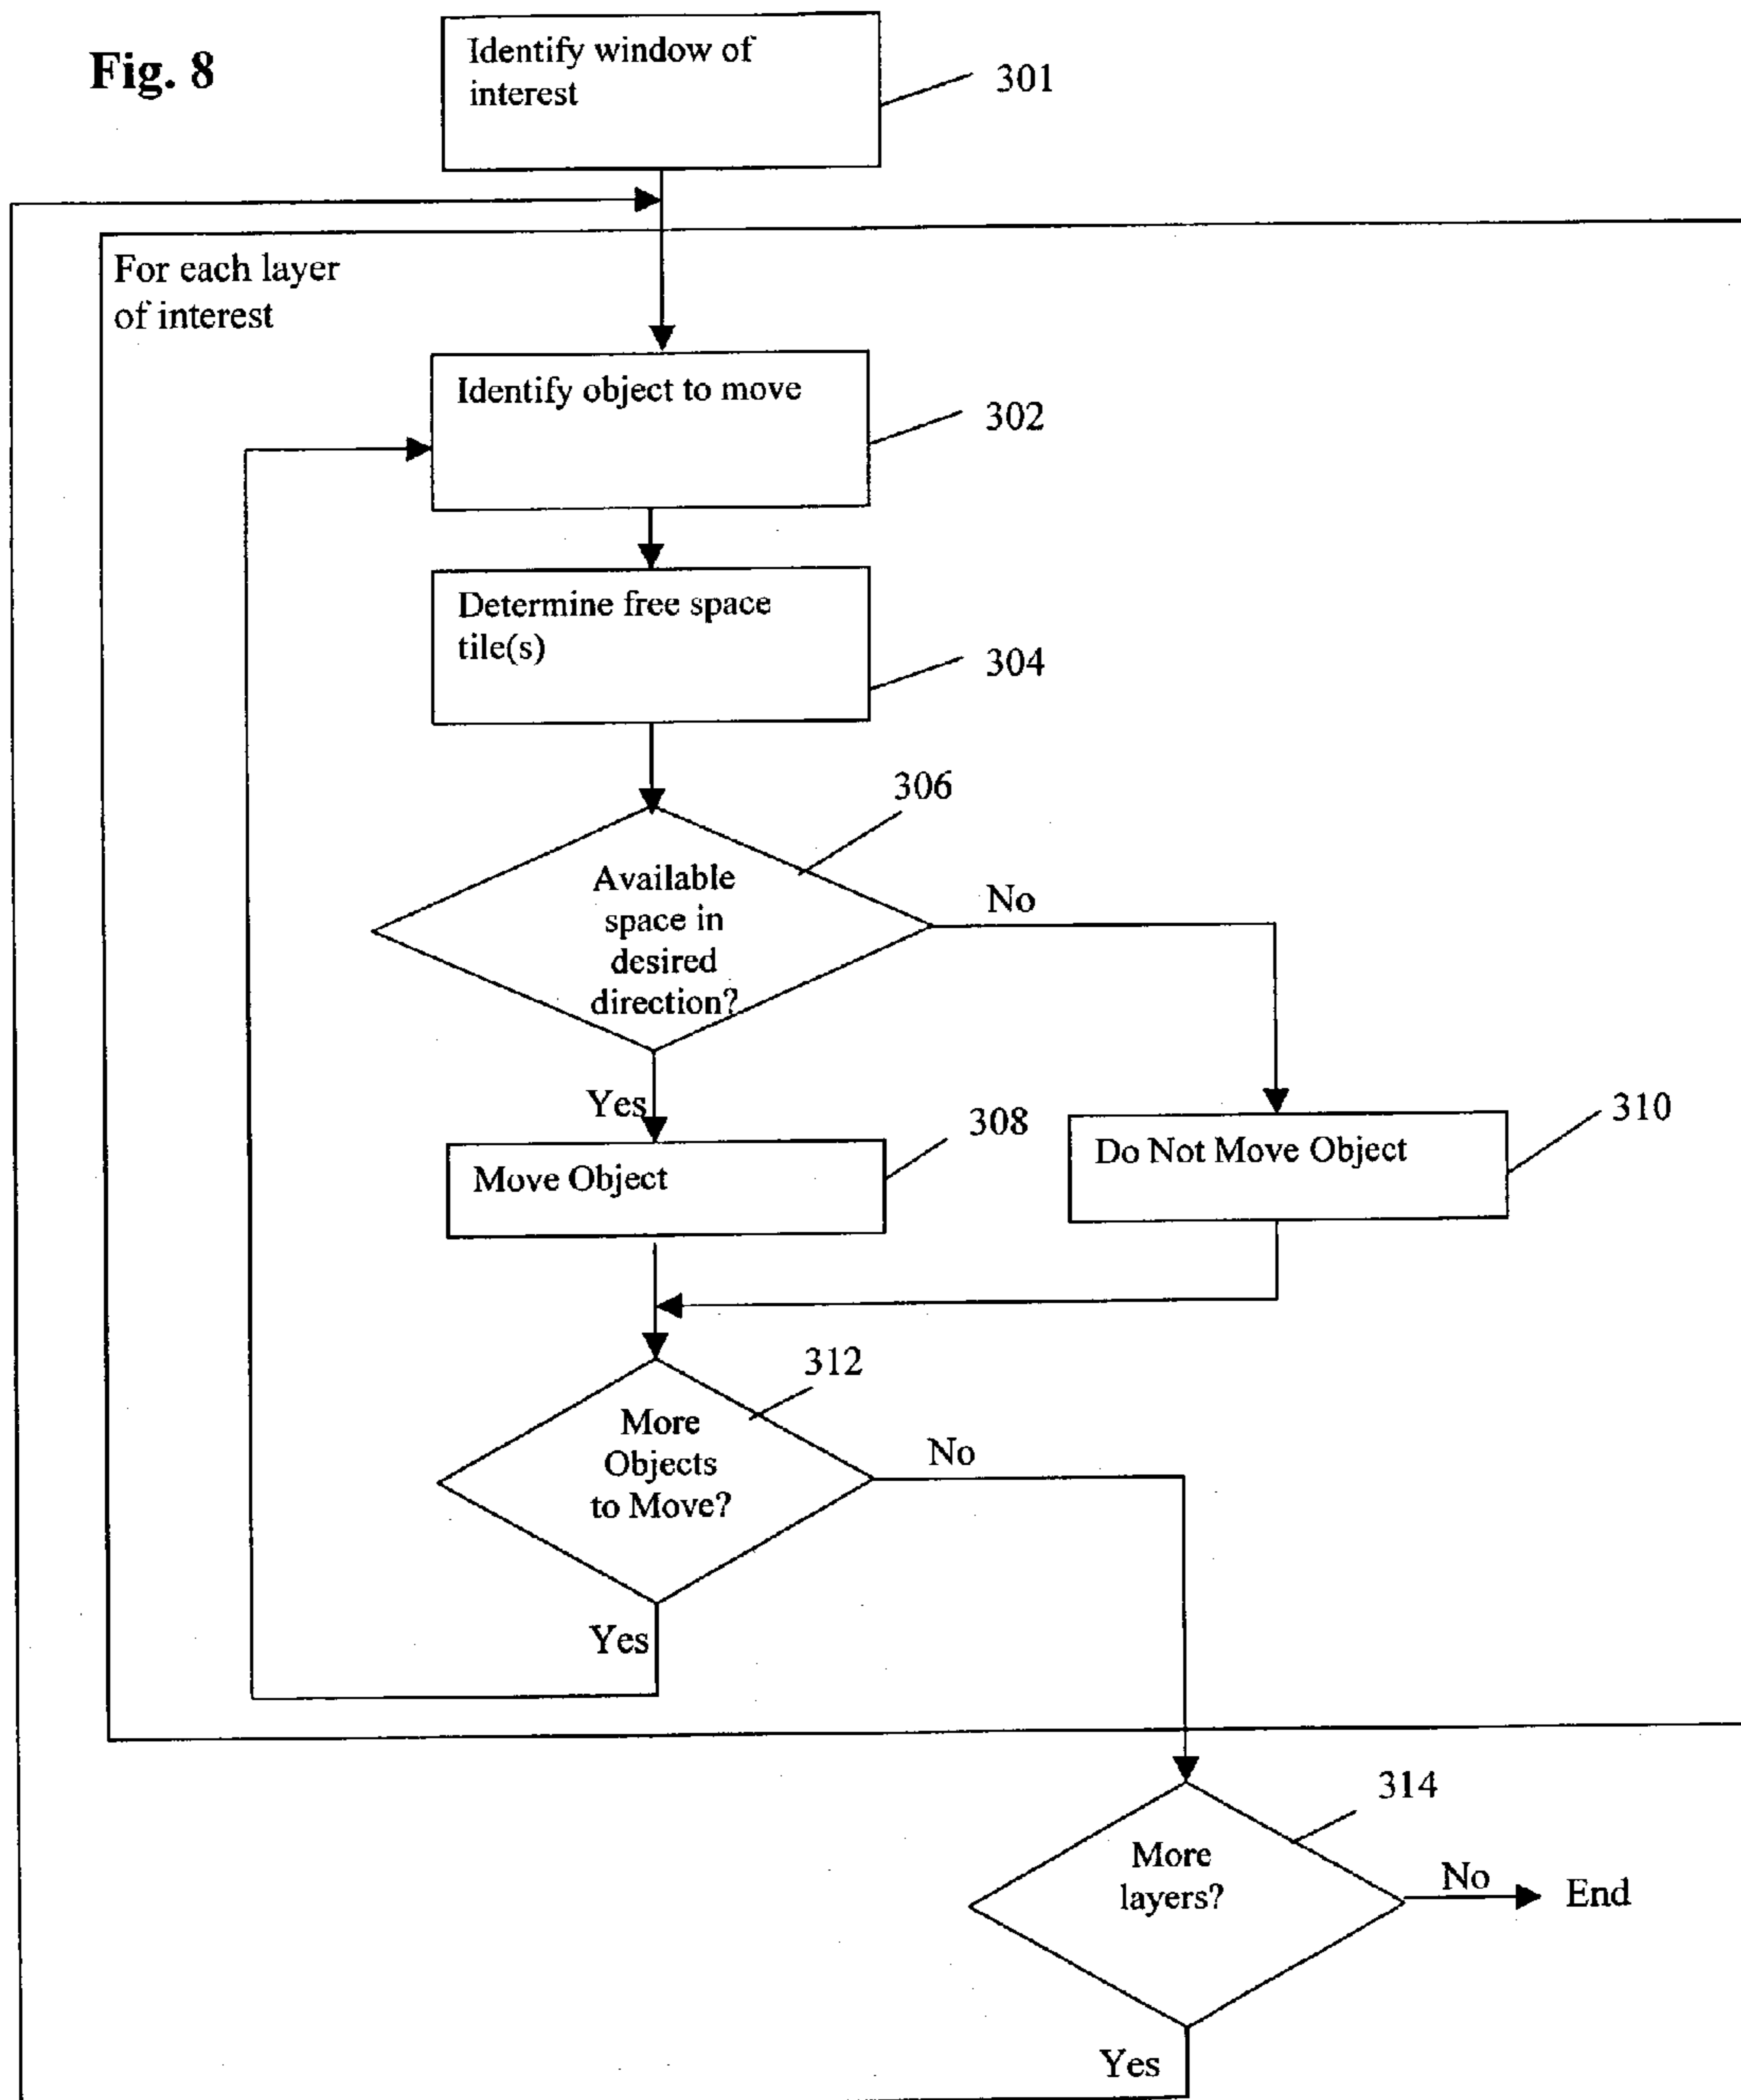 Fig. 8
Identify window of
interest
301
For each layer
of interest
Identify object to move
302
Determine free space
tile(s)
304
306
Available
space in
desired
direction?
No
Yes
Move Object
308
Do Not Move Object
310
312
More
Objects
to Move?
No
Yes
314
More
layers?
No
End
Yes